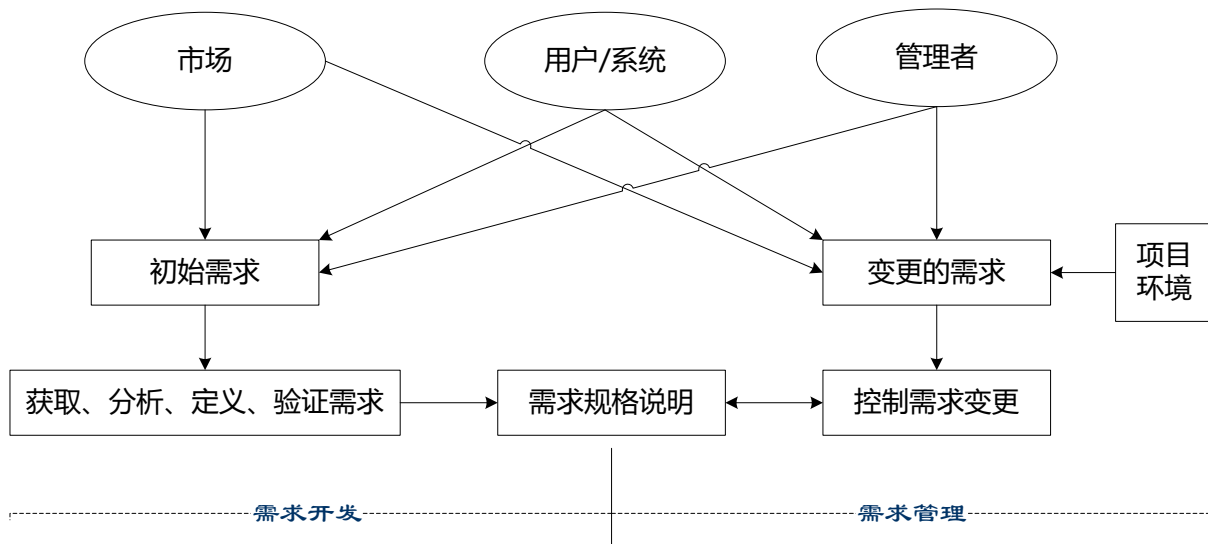 市场
用户/系统
管理者
初始需求
变更的需求
项目
环境
获取、分析、定义、验证需求
需求规格说明
控制需求变更
需求开发
需求管理